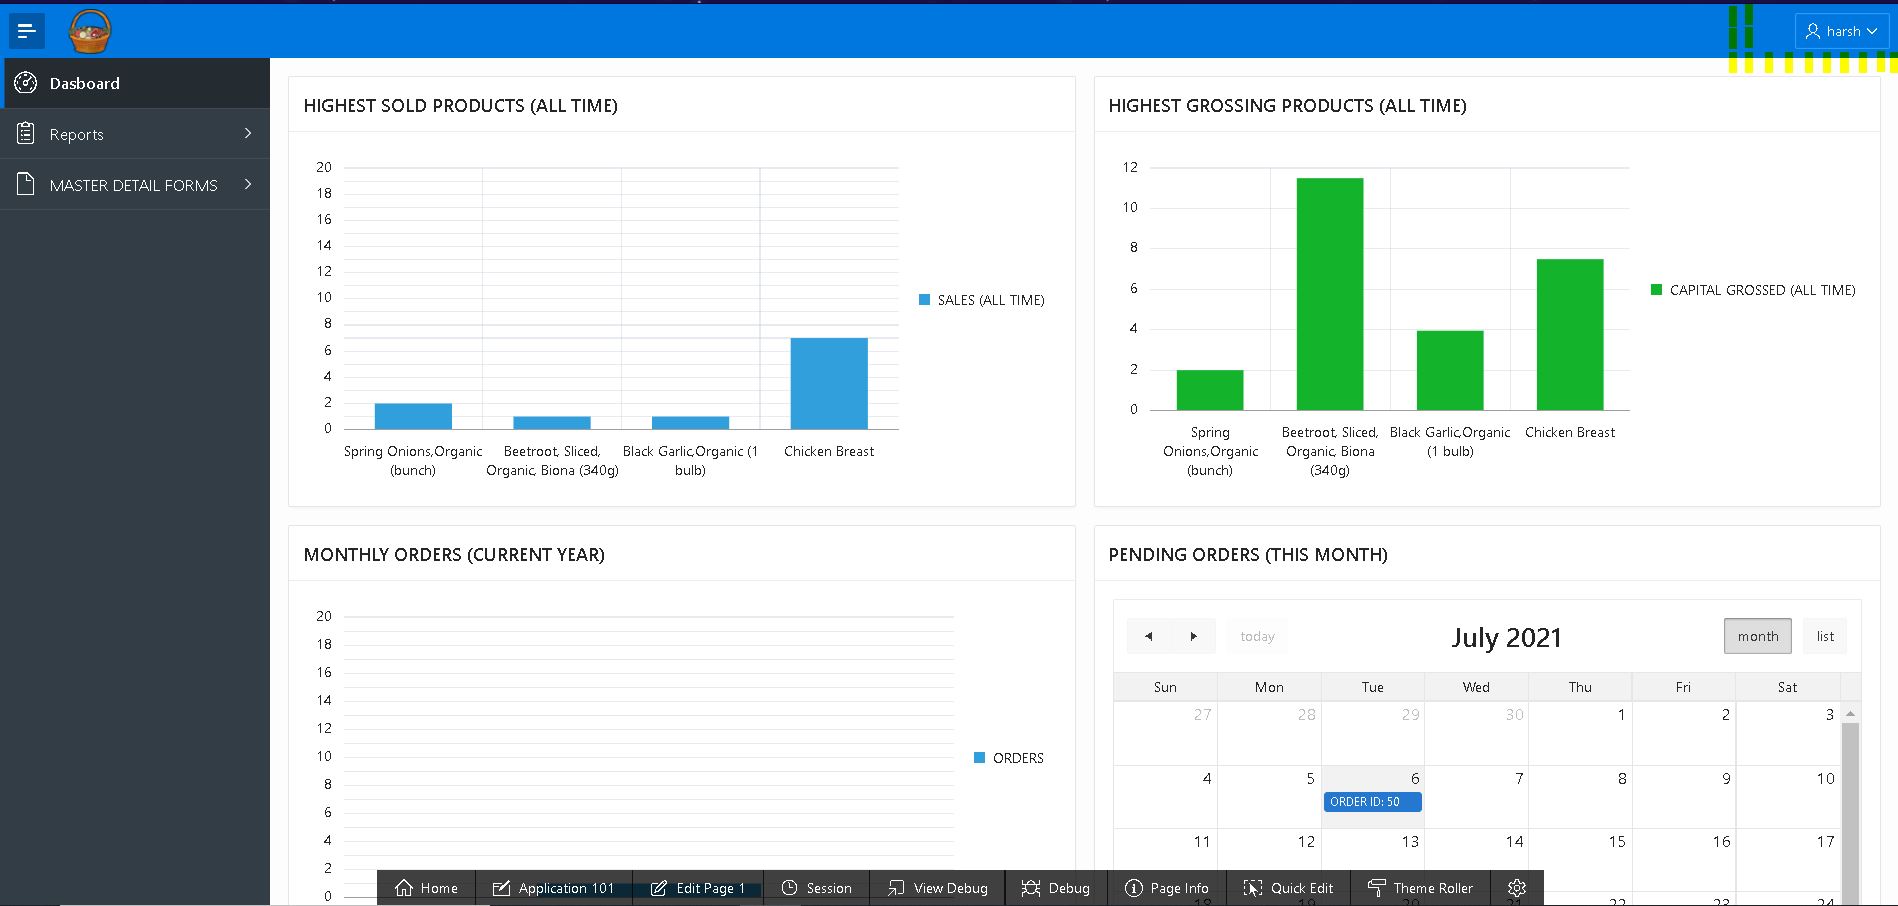 harsh
Dasboard
Reports
MASTER DETAIL FORMS
HIGHEST SOLD PRODUCTS (ALL TIME)
20
18
16
14
12
10
8
6
4
2
0
Spring Onions,Organic (bunch)
Beetroot, Sliced, Organic, Biona (340g)
Black Garlic,Organic (1 bulb)
Chicken Breast
SALES (ALL TIME)
HIGHEST GROSSING PRODUCTS (ALL TIME)
12
10
8
6
4
2
0
Spring Onions,Organic (bunch)
Beetroot, Sliced, Organic, Biona (340g)
Black Garlic,Organic (1 bulb)
Chicken Breast
CAPITAL GROSSED (ALL TIME)
MONTHLY ORDERS (CURRENT YEAR)
20
18
16
14
12
10
8
6
4
2
0
ORDERS
PENDING ORDERS (THIS MONTH)
today
July 2021
month list
Sun Mon Tue Wed Thu Fri Sat
27 28 29 30 1 2 3
4 5 6 7 8 9 10
ORDER ID: 50
11 12 13 14 15 16 17
18 19 20 21 22 23 24
Home Application 101 Edit Page 1 Session View Debug Debug Page Info Quick Edit Theme Roller